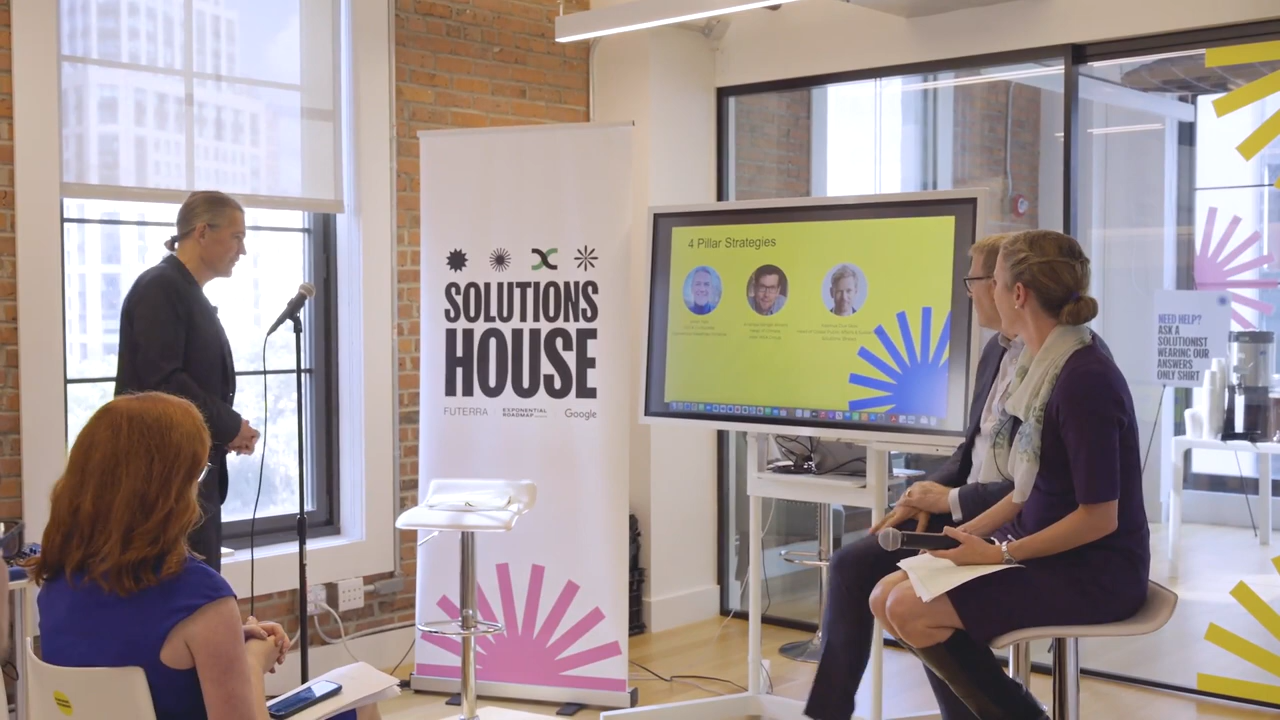 SOLUTIONS
HOUSE
FUTERRA
EXPONENTIAL
ROADMAP
Google
4 Pillar Strategies
NEED HELP?
ASK A
SOLUTIONIST
WEARING OUR
ANSWERS
ONLY SHIRT